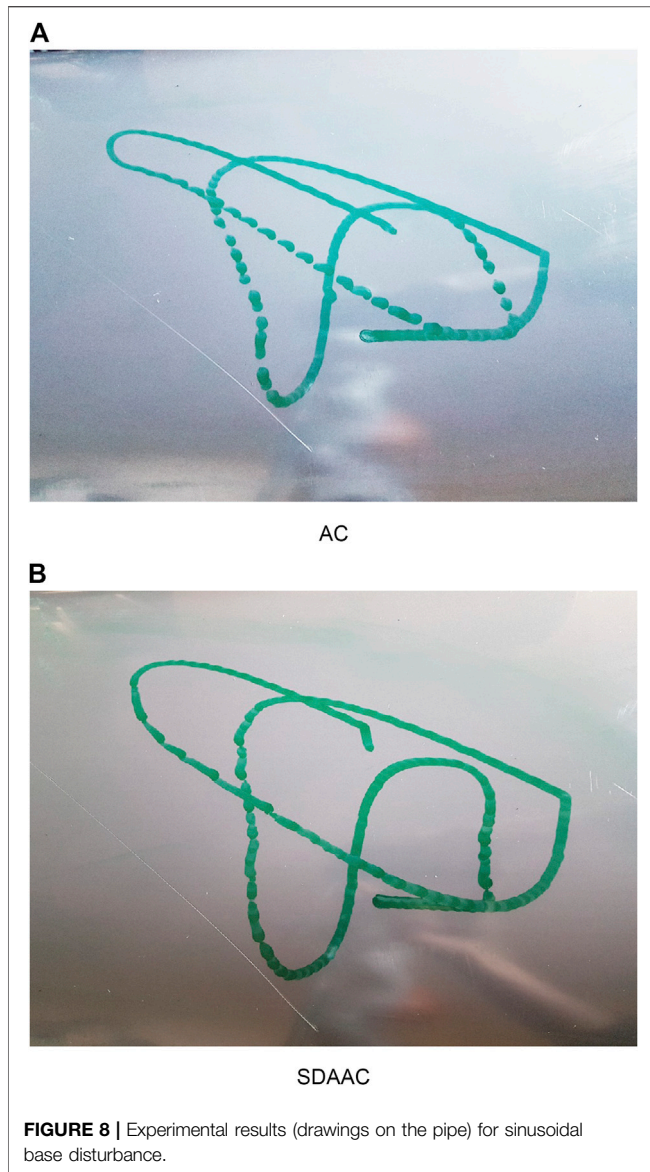 A
AC
B
SDAAC
FIGURE 8 | Experimental results (drawings on the pipe) for sinusoidal
base disturbance.